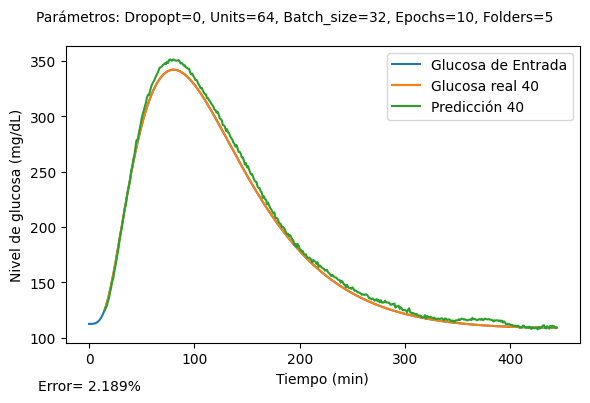 Parámetros: Dropopt=0, Units=64, Batch_size=32, Epochs=10, Folders=5
Glucosa de Entrada
Glucosa real 40
Predicción 40
Nivel de glucosa (mg/dL)
350
300
250
200
150
100
0
100
200
300
400
Tiempo (min)
Error= 2.189%